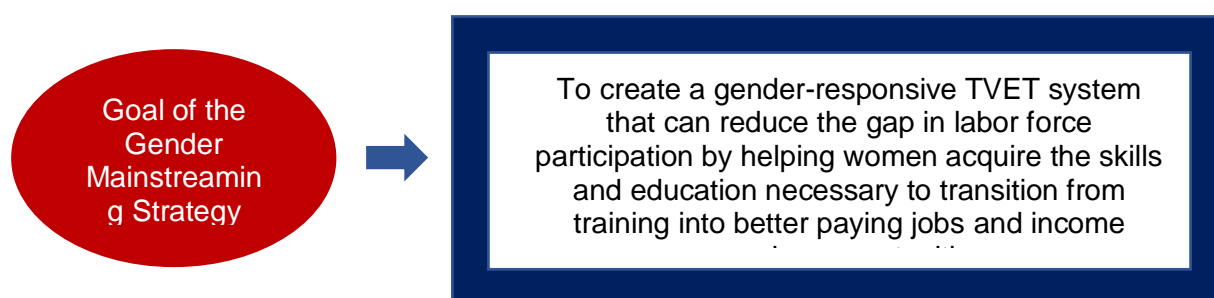 Goal of the
Gender
Mainstreamin
g Strategy
To create a gender-responsive TVET system
that can reduce the gap in labor force
participation by helping women acquire the skills
and education necessary to transition from
training into better paying jobs and income